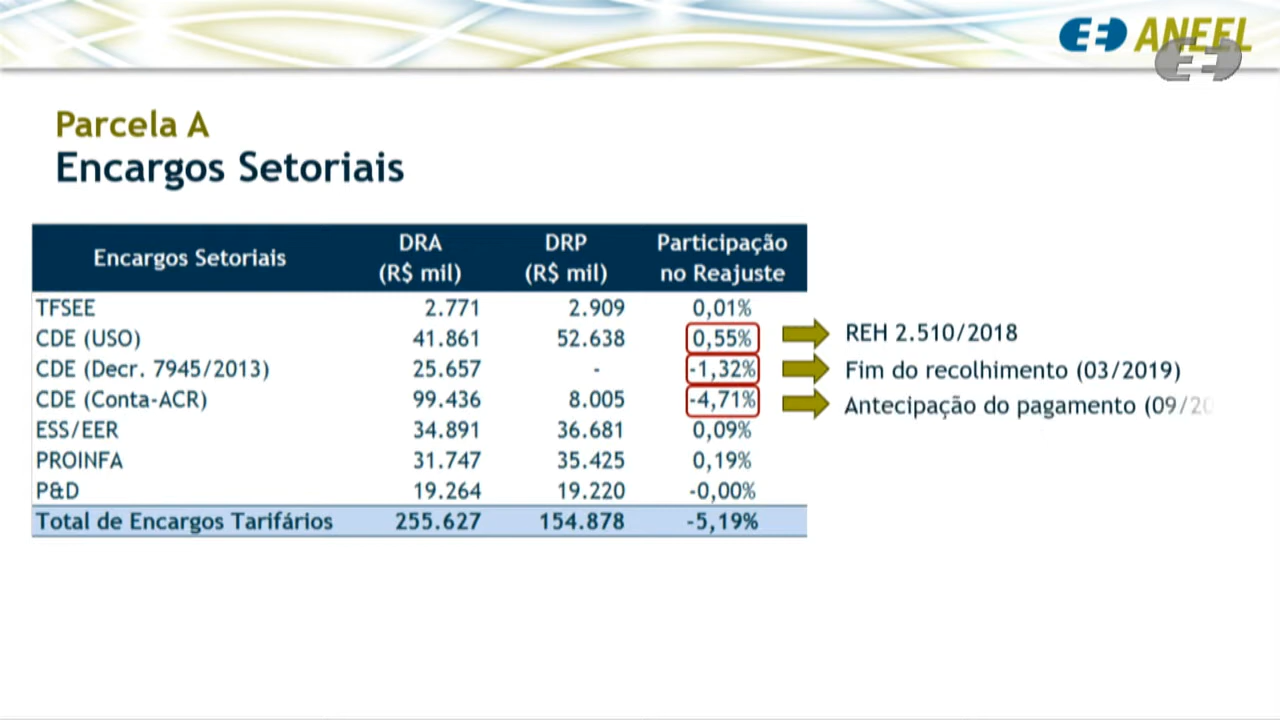 ANEEL
Parcela A
Encargos Setoriais
Encargos Setoriais DRA (R$ mil) DRP (R$ mil) Participação no Reajuste
TFSEE 2.771 2.909 0,01%
CDE (USO) 41.861 52.638 0,55% REH 2.510/2018
CDE (Decr. 7945/2013) 25.657 - -1,32% Fim do recolhimento (03/2019)
CDE (Conta-ACR) 99.436 8.005 -4,71% Antecipação do pagamento (09/20
ESS/EER 34.891 36.681 0,09%
PROINFA 31.747 35.425 0,19%
P&D 19.264 19.220 -0,00%
Total de Encargos Tarifários 255.627 154.878 -5,19%